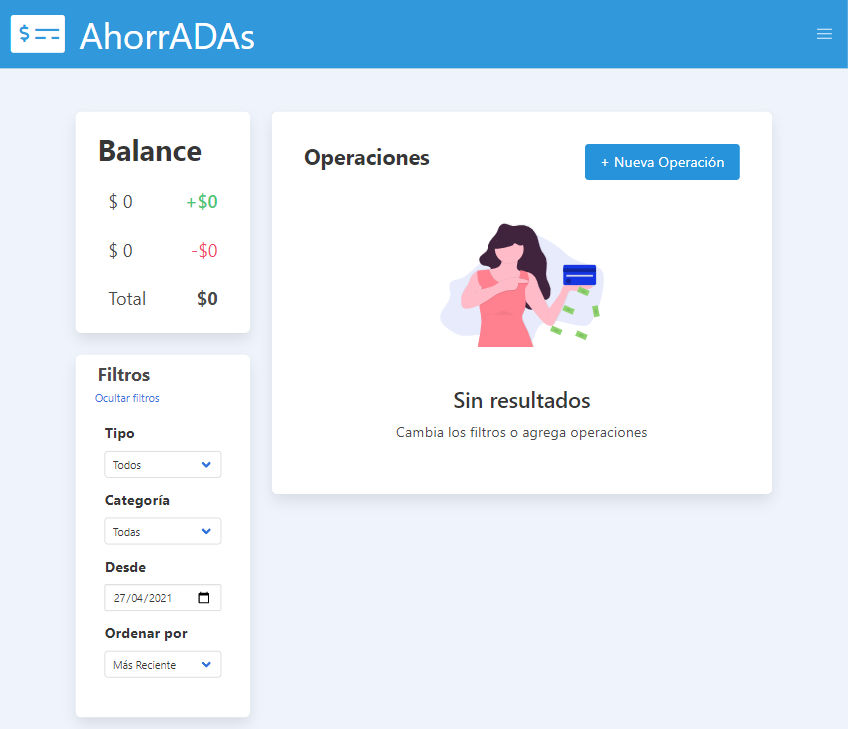 $ AhorrADAs
Balance
$ 0 +$0
$ 0 -$0
Total $0
Filtros
Ocultar filtros
Tipo
Todos
Categoría
Todas
Desde
27/04/2021
Ordenar por
Más Reciente
Operaciones
+ Nueva Operación
Sin resultados
Cambia los filtros o agrega operaciones